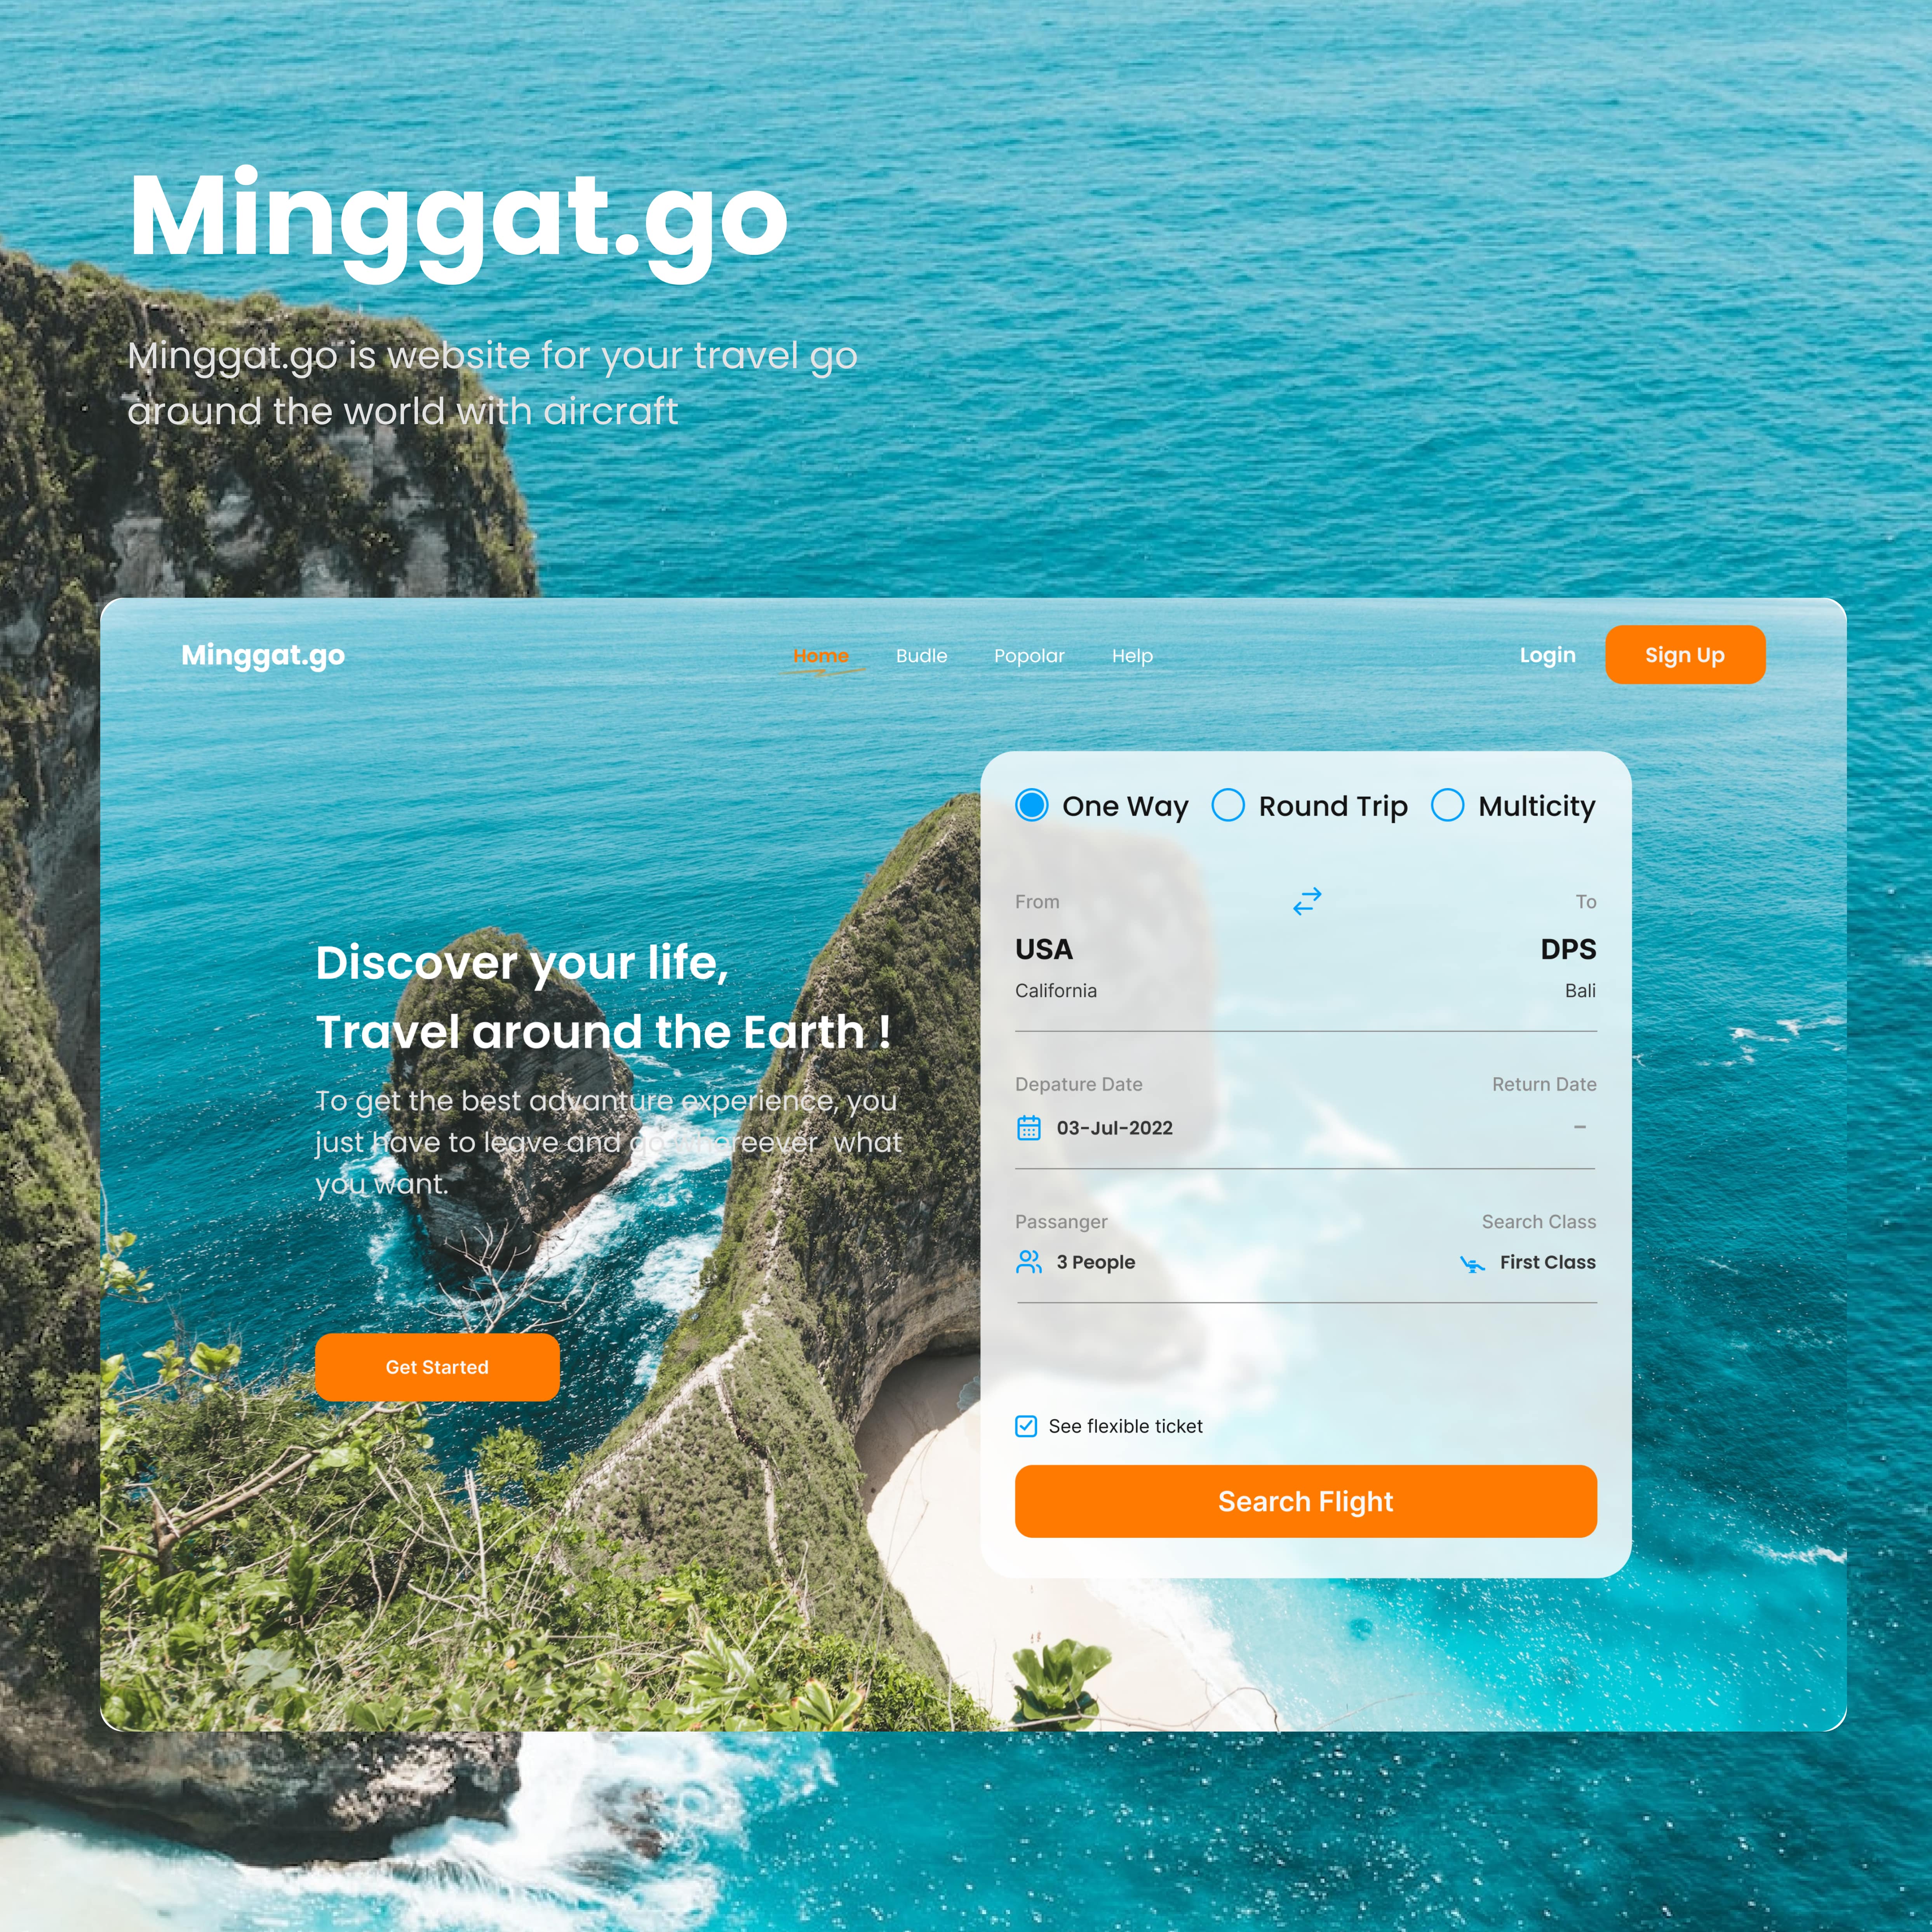 Minggat.go
Minggat.go is website for your travel go
around the world with aircraft
Minggat.go
Home
Budle
Popolar
Help
Login
Sign Up
Discover your life,
Travel around the Earth !
To get the best advanture experience, you
just have to leave and go whereever what
you want.
Get Started
One Way
Round Trip
Multicity
From
To
USA
DPS
California
Bali
Depature Date
Return Date
03-Jul-2022
-
Passanger
Search Class
3 People
First Class
See flexible ticket
Search Flight